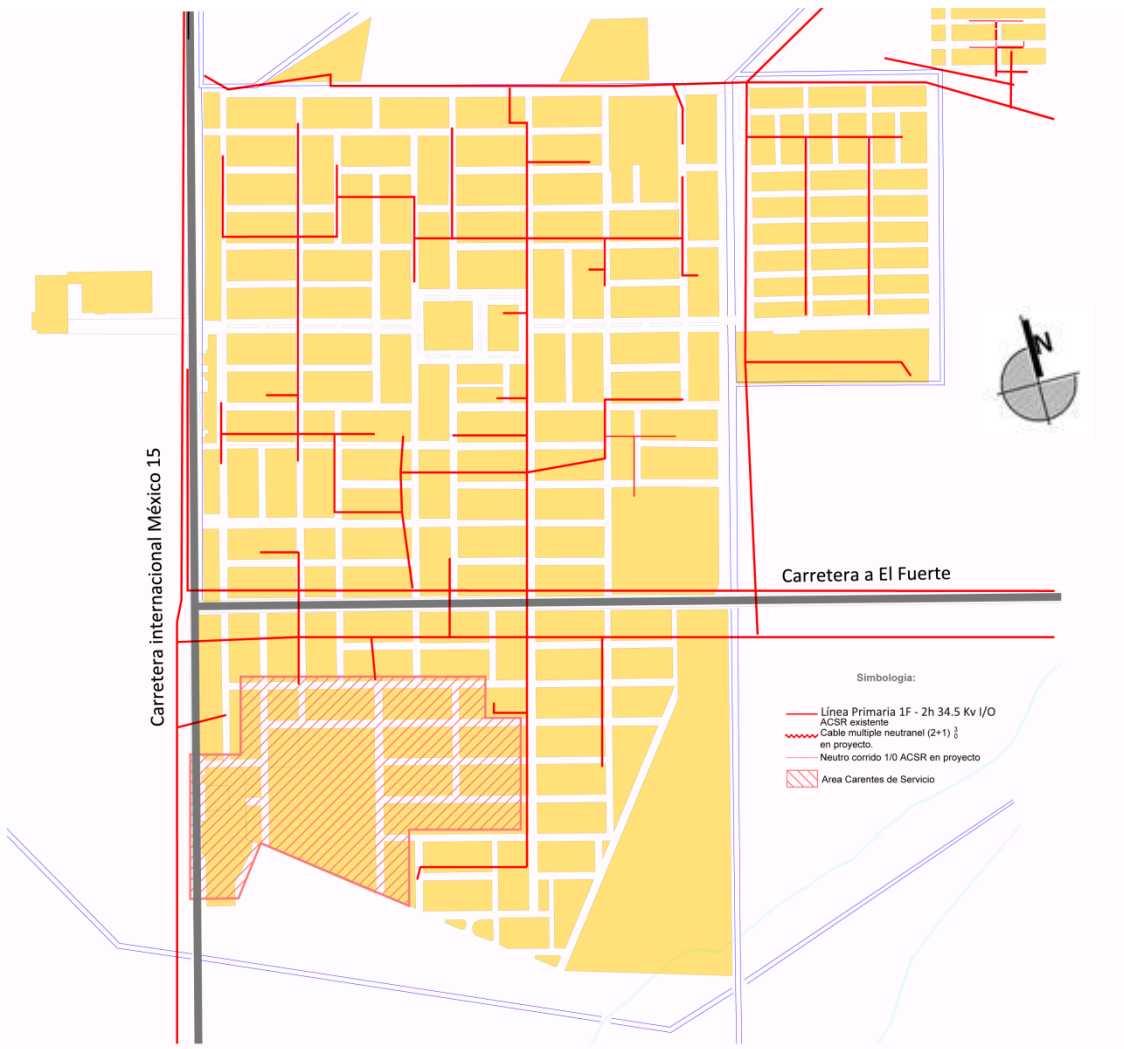 N
Carretera internacional México 15
Carretera a El Fuerte
Simbología:
Línea Primaria 1F - 2h 34.5 Kv I/O
ACSR existente
Cable multiple neutranel (2+1) 3
0
en proyecto.
Neutro corrido 1/0 ACSR en proyecto
Area Carentes de Servicio